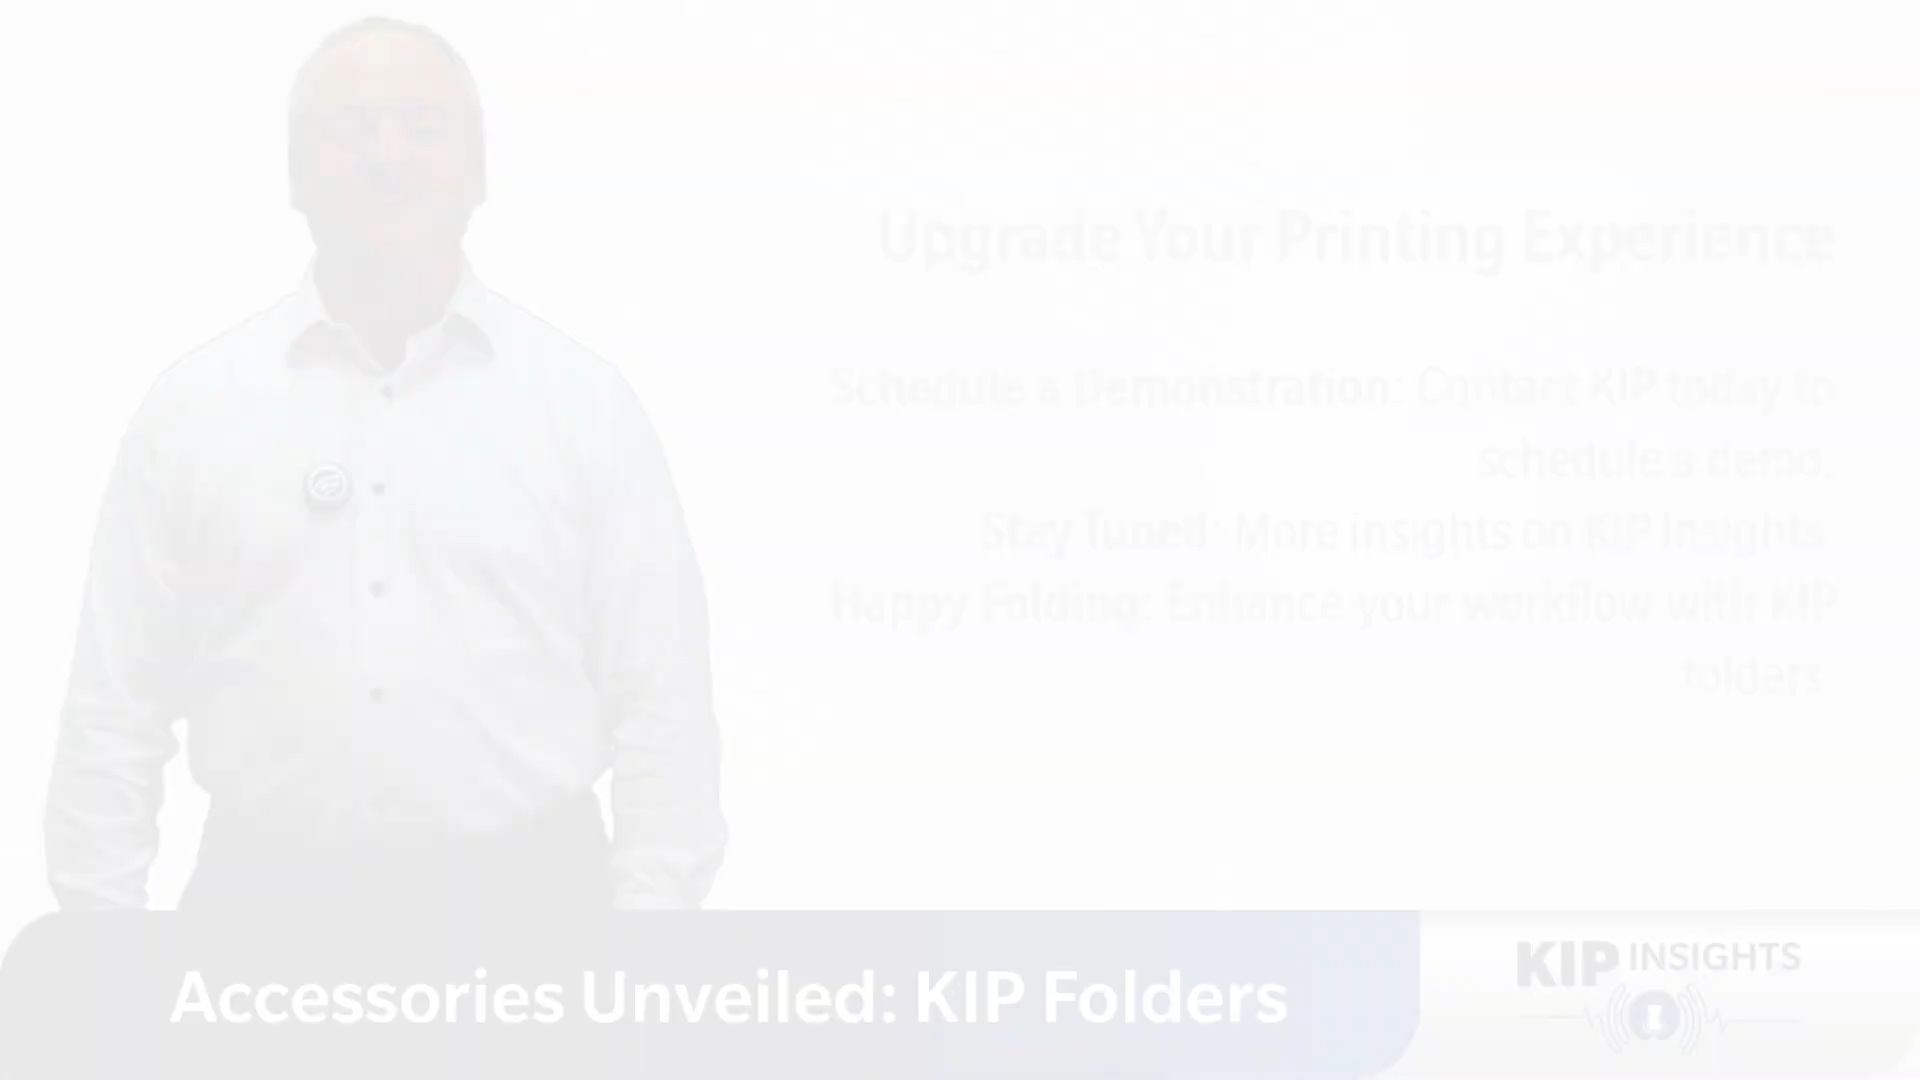 Upgrade Your Printing Experience
Schedule a Demonstration: Contact KIP today to
schedule a demo.
Stay Tuned: More insights on KIP Insights
Happy Folding: Enhance your workflow with KIP
folders.
Accessories Unveiled: KIP Folders
KIP INSIGHTS